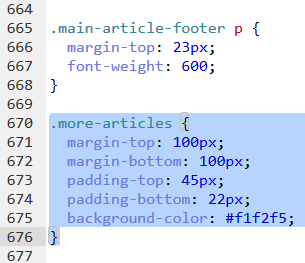 664
665 .main-article-footer p {
666   margin-top: 23px;
667   font-weight: 600;
668 }
669
670 .more-articles {
671   margin-top: 100px;
672   margin-bottom: 100px;
673   padding-top: 45px;
674   padding-bottom: 22px;
675   background-color: #f1f2f5;
676 }
677